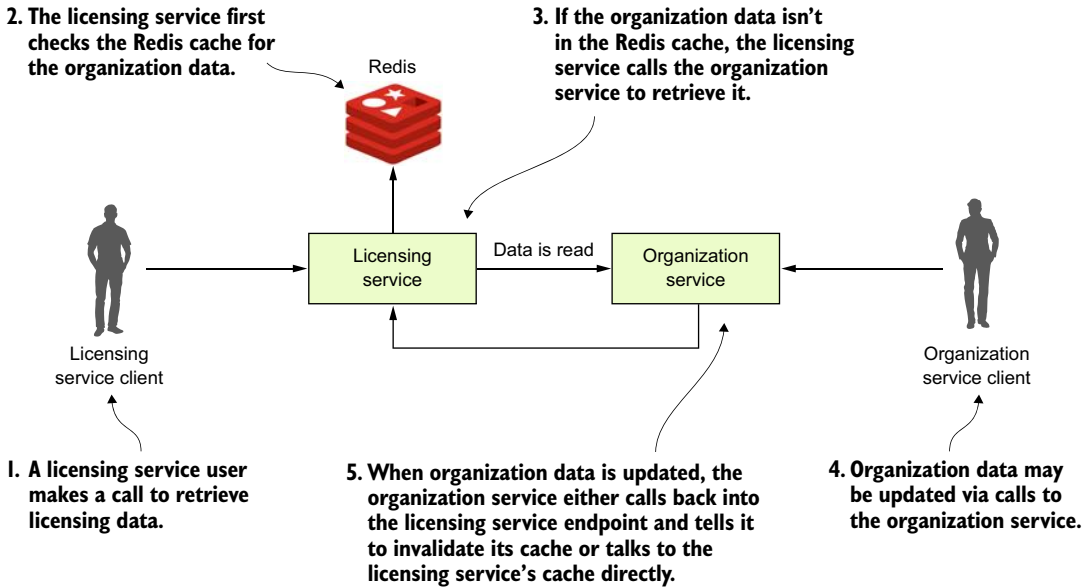 2. The licensing service first
checks the Redis cache for
the organization data.
3. If the organization data isn't
in the Redis cache, the licensing
service calls the organization
service to retrieve it.
Redis
Licensing
service
Data is read
Organization
service
Licensing
service client
Organization
service client
1. A licensing service user
makes a call to retrieve
licensing data.
5. When organization data is updated, the
organization service either calls back into
the licensing service endpoint and tells it
to invalidate its cache or talks to the
licensing service's cache directly.
4. Organization data may
be updated via calls to
the organization service.